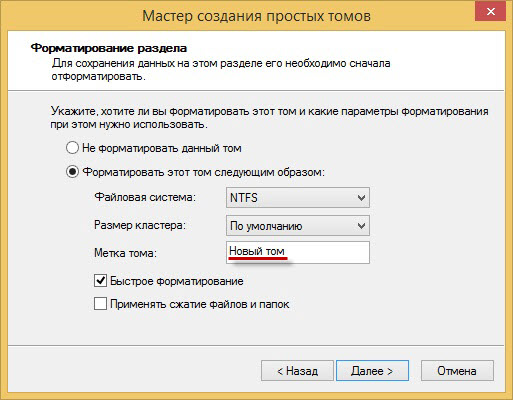 Мастер создания простых томов
Форматирование раздела
Для сохранения данных на этом разделе его необходимо сначала
отформатировать.
Укажите, хотите ли вы форматировать этот том и какие параметры форматирования
при этом нужно использовать.
Не форматировать данный том
Форматировать этот том следующим образом:
Файловая система: NTFS
Размер кластера: По умолчанию
Метка тома: Новый том
Быстрое форматирование
Применять сжатие файлов и папок
< Назад Далее > Отмена